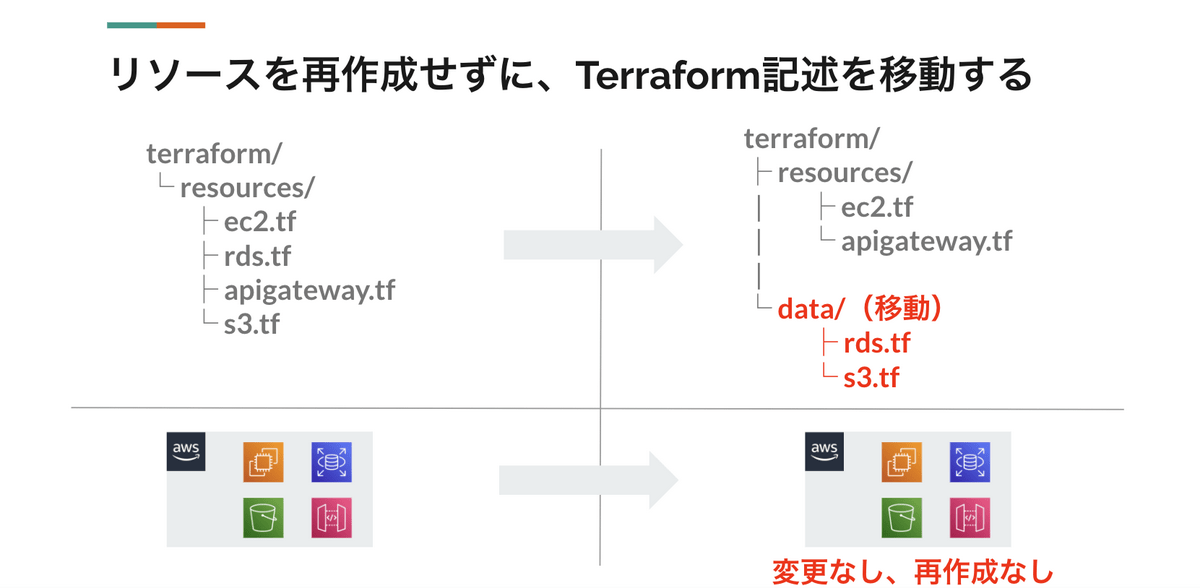 リソースを再作成せずに、Terraform記述を移動する
terraform/
└ resources/
├ ec2.tf
├ rds.tf
├ apigateway.tf
└ s3.tf
terraform/
├ resources/
│ ├ ec2.tf
│ └ apigateway.tf
│
└ data/（移動）
├ rds.tf
└ s3.tf
aws
aws
変更なし、再作成なし